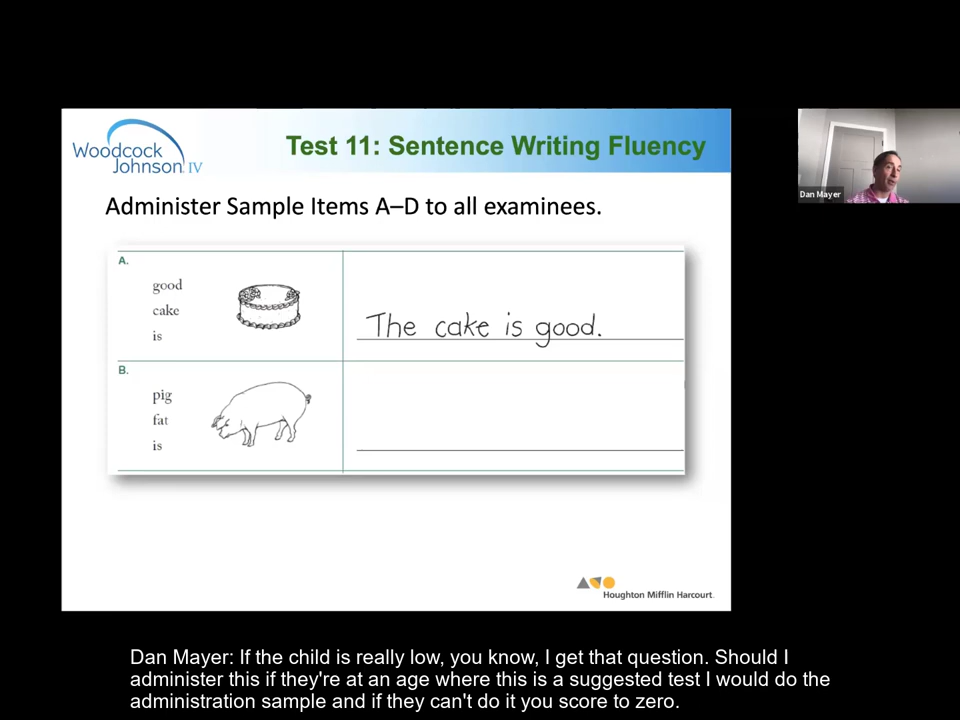 Woodcock
Johnson IV
Test 11: Sentence Writing Fluency
Dan Mayer
Administer Sample Items A–D to all examinees.
A.
good
cake
is
The cake is good.
B.
pig
fat
is
Houghton Mifflin Harcourt
Dan Mayer: If the child is really low, you know, I get that question. Should I
administer this if they're at an age where this is a suggested test I would do the
administration sample and if they can't do it you score to zero.